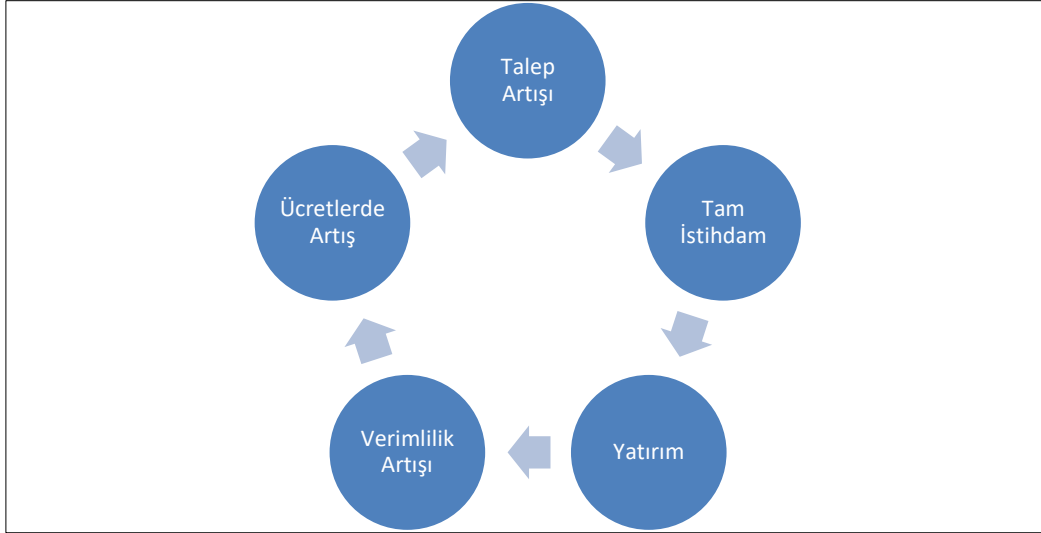 Talep
Artışı
Tam
İstihdam
Yatırım
Verimlilik
Artışı
Ücretlerde
Artış